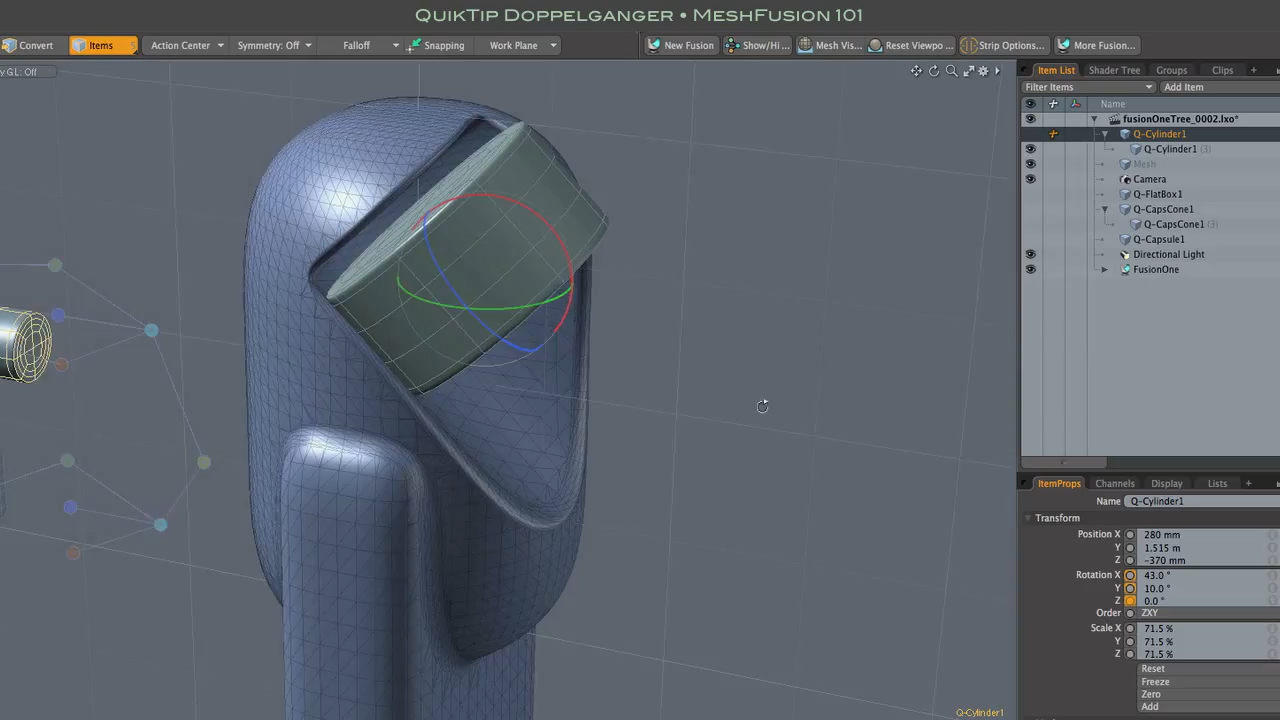 QuikTip Doppelganger • MeshFusion 101
Convert Items Action Center Symmetry: Off Falloff Snapping Work Plane New Fusion Show/Hi ... Mesh Vis... Reset Viewpo ... Strip Options... More Fusion...
y GL: Off
Item List Shader Tree Groups Clips +
Filter Items Add Item
Name
fusionOneTree_0002.lxo*
Q-Cylinder1
Q-Cylinder1 (3)
Mesh
Camera
Q-FlatBox1
Q-CapsCone1
Q-CapsCone1 (3)
Q-Capsule1
Directional Light
FusionOne
ItemProps Channels Display Lists +
Name Q-Cylinder1
Transform
Position X 280 mm
Y 1.515 m
Z -370 mm
Rotation X 43.0 °
Y 10.0 °
Z 0.0 °
Order ZXY
Scale X 71.5 %
Y 71.5 %
Z 71.5 %
Reset
Freeze
Zero
Add
Q-Cylinder1